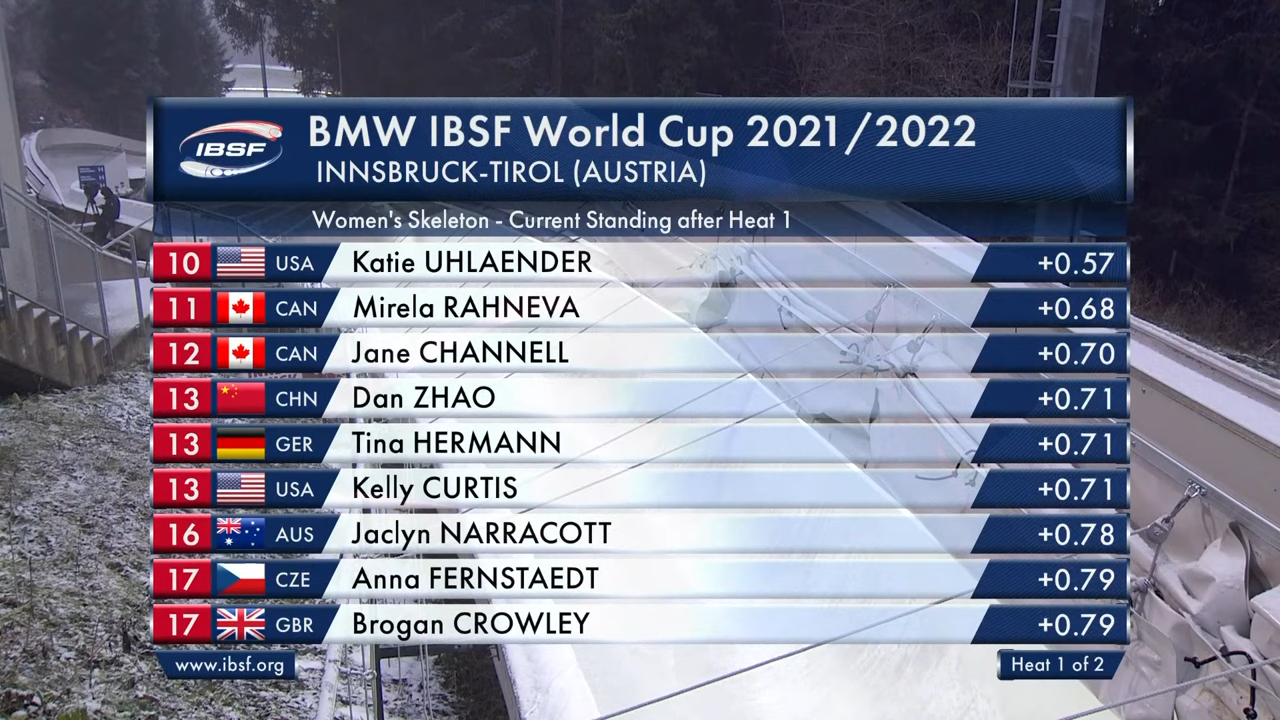 IBSF
BMW IBSF World Cup 2021/2022
INNSBRUCK-TIROL (AUSTRIA)
Women's Skeleton - Current Standing after Heat 1
10 USA Katie UHLAENDER +0.57
11 CAN Mirela RAHNEVA +0.68
12 CAN Jane CHANNELL +0.70
13 CHN Dan ZHAO +0.71
13 GER Tina HERMANN +0.71
13 USA Kelly CURTIS +0.71
16 AUS Jaclyn NARRACOTT +0.78
17 CZE Anna FERNSTAEDT +0.79
17 GBR Brogan CROWLEY +0.79
www.ibsf.org
Heat 1 of 2